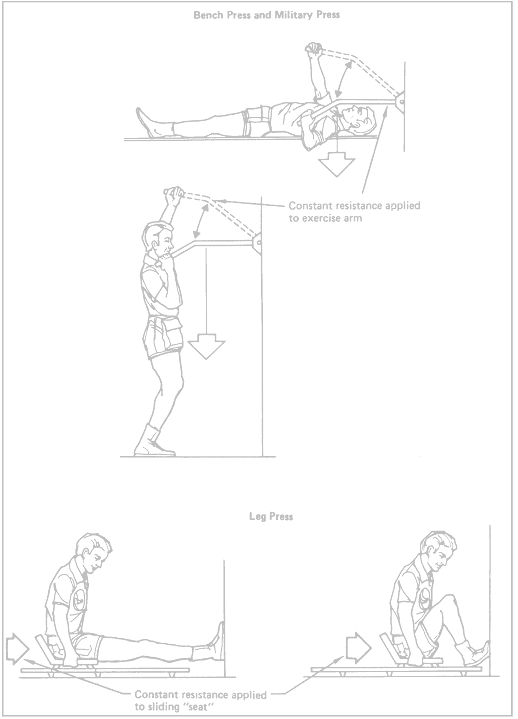 Bench Press and Military Press
Constant resistance applied
to exercise arm
Leg Press
Constant resistance applied
to sliding "seat"